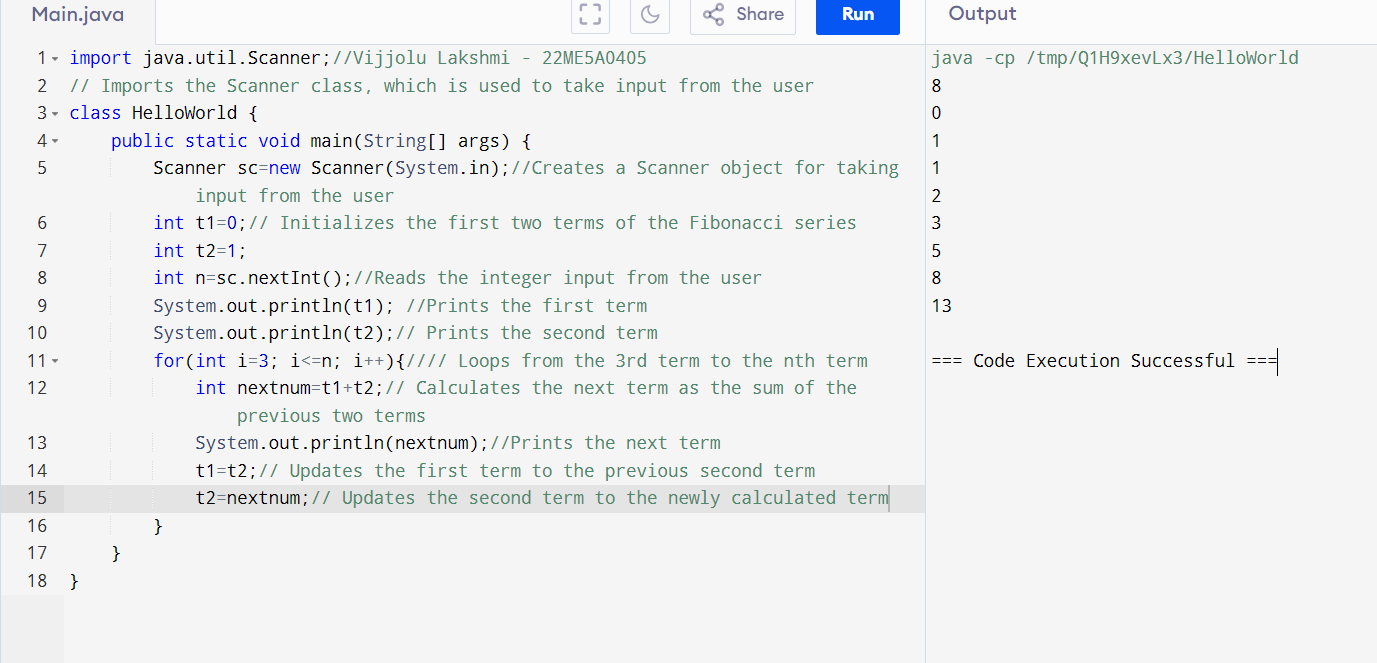 Main.java
Share
Run
Output
1 import java.util.Scanner;//Vijjolu Lakshmi - 22ME5A0405
2 // Imports the Scanner class, which is used to take input from the user
3 class HelloWorld {
4     public static void main(String[] args) {
5         Scanner sc=new Scanner(System.in);//Creates a Scanner object for taking
input from the user
6         int t1=0;// Initializes the first two terms of the Fibonacci series
7         int t2=1;
8         int n=sc.nextInt();//Reads the integer input from the user
9         System.out.println(t1); //Prints the first term
10         System.out.println(t2);// Prints the second term
11         for(int i=3; i<=n; i++){//// Loops from the 3rd term to the nth term
12             int nextnum=t1+t2;// Calculates the next term as the sum of the
previous two terms
13             System.out.println(nextnum);//Prints the next term
14             t1=t2;// Updates the first term to the previous second term
15             t2=nextnum;// Updates the second term to the newly calculated term
16         }
17     }
18 }
java -cp /tmp/Q1H9xevLx3/HelloWorld
8
0
1
1
2
3
5
8
13
=== Code Execution Successful ===